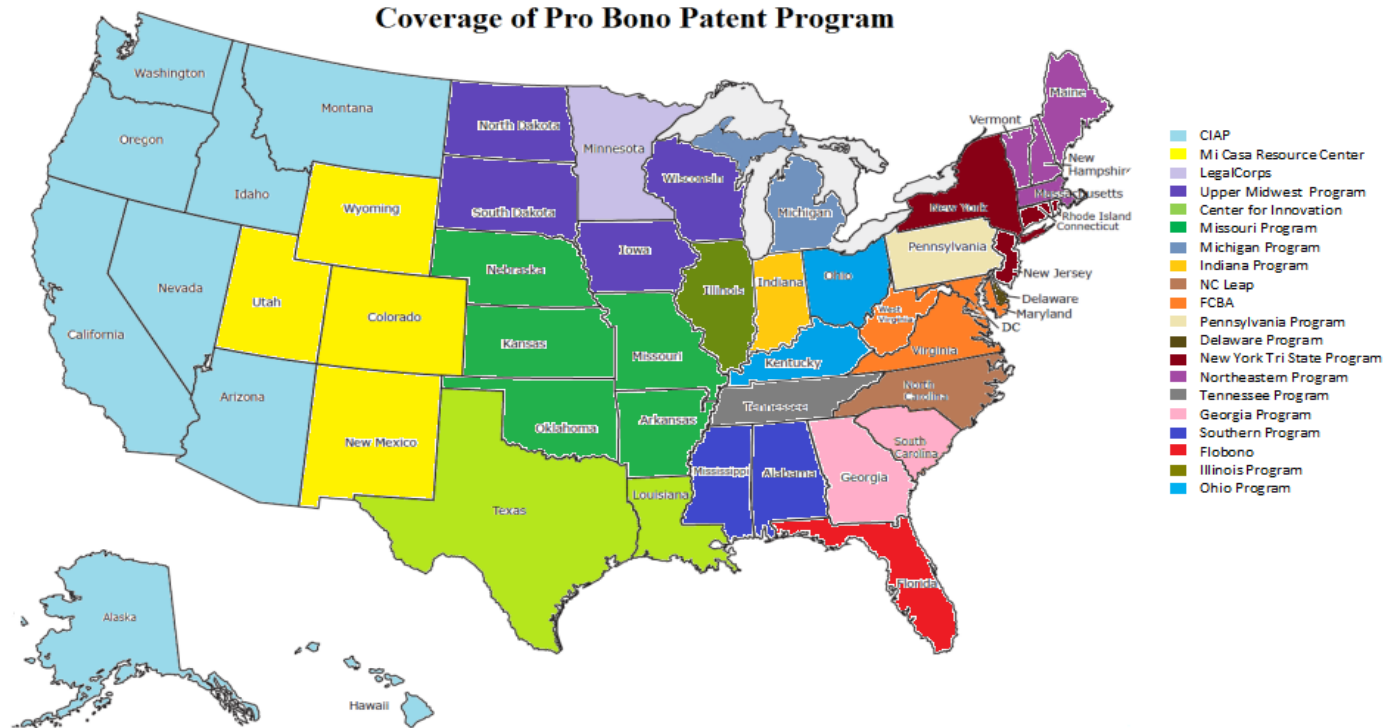 Coverage of Pro Bono Patent Program
Washington
Oregon
Idaho
Montana
Wyoming
Nevada
Utah
Colorado
California
Arizona
New Mexico
North Dakota
South Dakota
Minnesota
Wisconsin
Iowa
Nebraska
Kansas
Missouri
Oklahoma
Arkansas
Texas
Louisiana
Michigan
Illinois
Indiana
Ohio
Kentucky
Tennessee
Mississippi
Alabama
Georgia
Florida
South
Carolina
North
Carolina
Virginia
West
Virginia
Pennsylvania
New York
Vermont
Maine
New
Hampshire
Massachusetts
Rhode Island
Connecticut
New Jersey
Delaware
Maryland
DC
Alaska
Hawaii
CIAP
Mi Casa Resource Center
LegalCorps
Upper Midwest Program
Center for Innovation
Missouri Program
Michigan Program
Indiana Program
NC Leap
FCBA
Pennsylvania Program
Delaware Program
New York Tri State Program
Northeastern Program
Tennessee Program
Georgia Program
Southern Program
Flobono
Illinois Program
Ohio Program